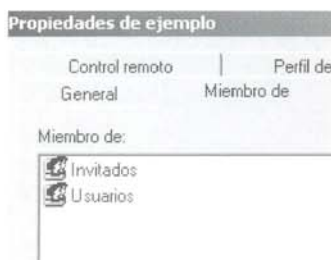 Propiedades de ejemplo
Control remoto Perfil de
General Miembro de
Miembro de:
Invitados
Usuarios